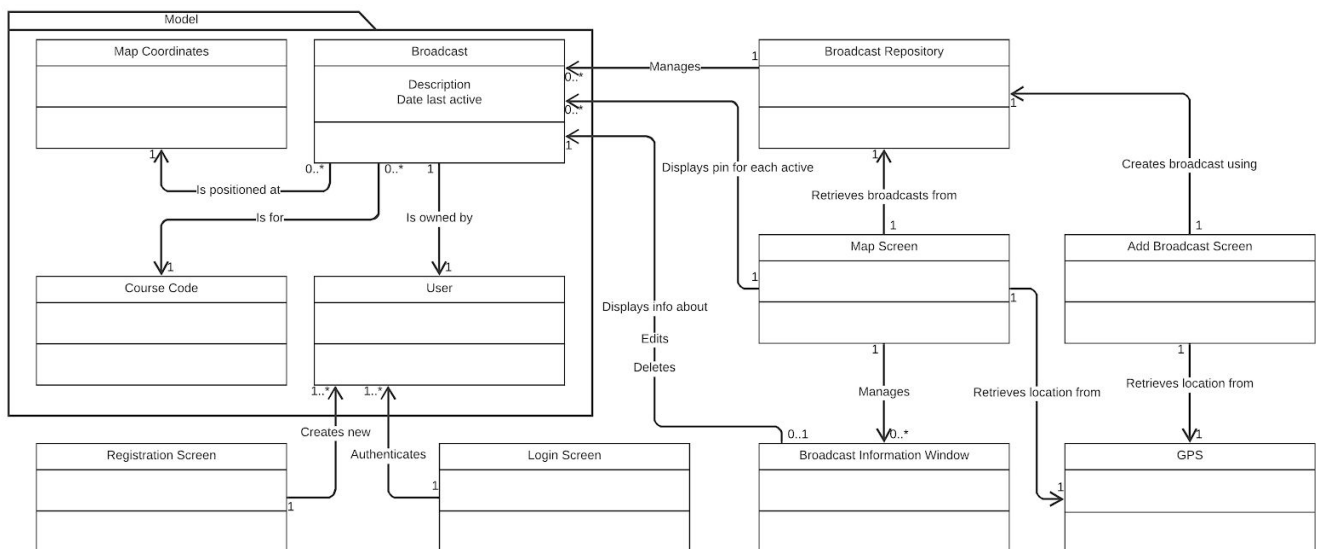 Model
Map Coordinates
Broadcast
Broadcast Repository
Description
Date last active
Manages
1
0..*
0..*
1
1
1
0..*
0..*
1
Displays pin for each active
Creates broadcast using
1
Is positioned at
Retrieves broadcasts from
Is for
Is owned by
1
1
Map Screen
Add Broadcast Screen
1
1
1
Course Code
User
1
Displays info about
Edits
Deletes
1
1
Manages
Retrieves location from
Retrieves location from
1..*
1..*
Creates new
Authenticates
0..1
0..*
1
Registration Screen
Login Screen
Broadcast Information Window
GPS
1
1
1